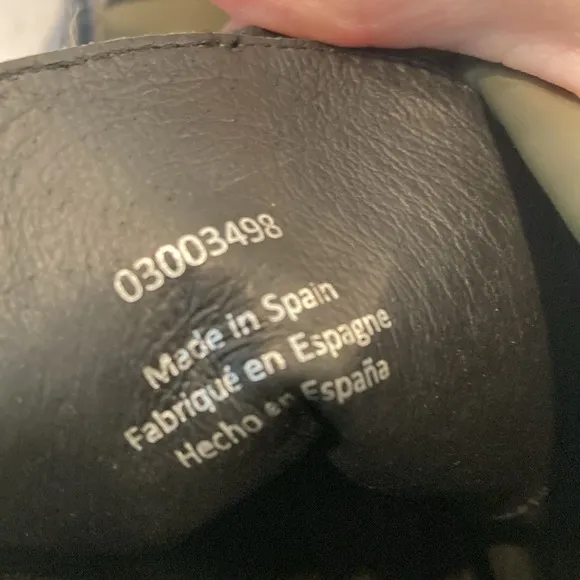 03003498
Made in Spain
Fabriqué en Espagne
Hecho en España